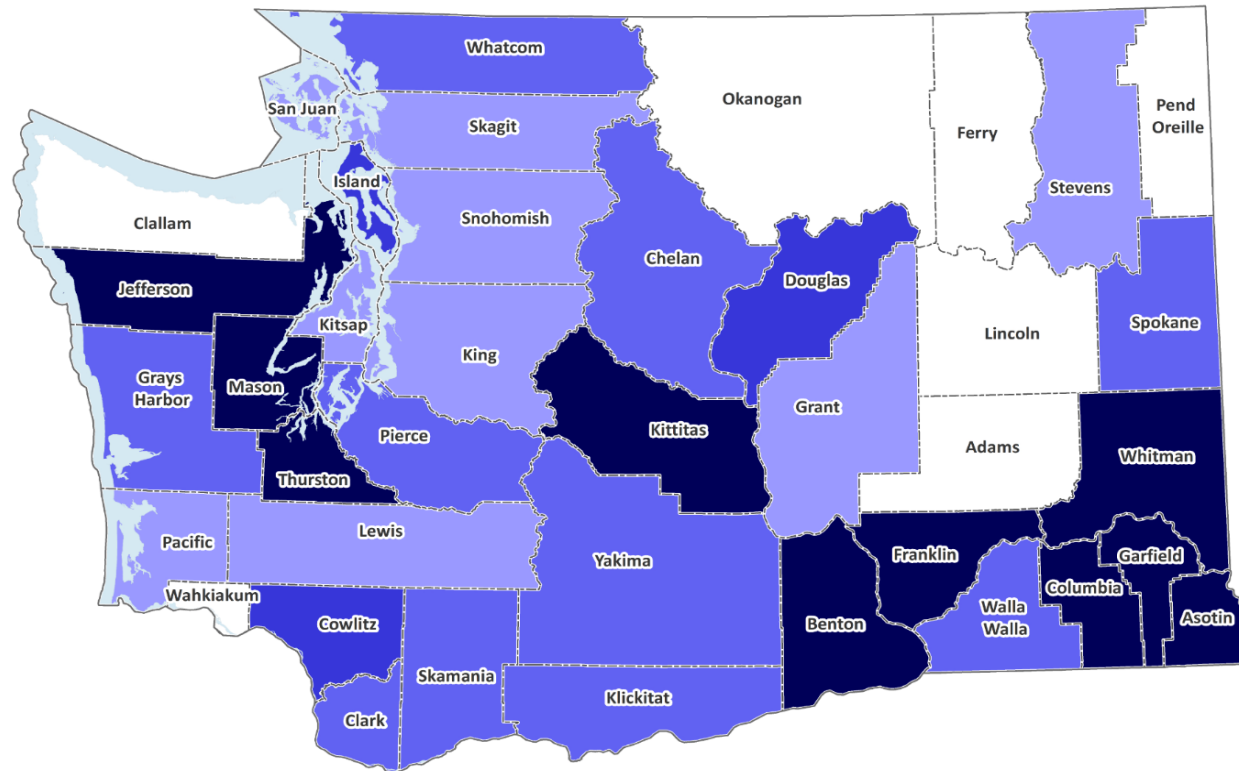 Whatcom
San Juan
Skagit
Okanogan
Ferry
Pend
Oreille
Island
Stevens
Clallam
Snohomish
Chelan
Douglas
Jefferson
Kitsap
King
Lincoln
Spokane
Grays
Harbor
Mason
Grant
Pierce
Kittitas
Adams
Whitman
Thurston
Pacific
Lewis
Yakima
Franklin
Garfield
Wahkiakum
Columbia
Asotin
Cowlitz
Benton
Walla
Walla
Skamania
Klickitat
Clark